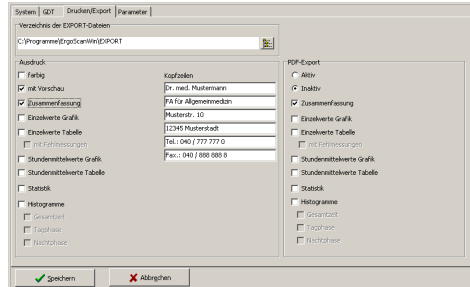 System
GDT
Drucken/Export
Parameter
Verzeichnis der EXPORT-Dateien
C:\Programme\ErgoScanWin\EXPORT
Ausdruck
farbig
mit Vorschau
Zusammenfassung
Einzelwerte Grafik
Einzelwerte Tabelle
mit Fehlmessungen
Stundenmittelwerte Grafik
Stundenmittelwerte Tabelle
Statistik
Histogramme
Gesamtzeit
Tagphase
Nachtphase
Kopfzeilen
Dr. med. Mustermann
FA für Allgemeinmedizin
Musterstr. 10
12345 Musterstadt
Tel.: 040 / 777 777 0
Fax.: 040 / 888 888 8
PDF-Export
Aktiv
Inaktiv
Zusammenfassung
Einzelwerte Grafik
Einzelwerte Tabelle
mit Fehlmessungen
Stundenmittelwerte Grafik
Stundenmittelwerte Tabelle
Statistik
Histogramme
Gesamtzeit
Tagphase
Nachtphase
Speichern
Abbrechen